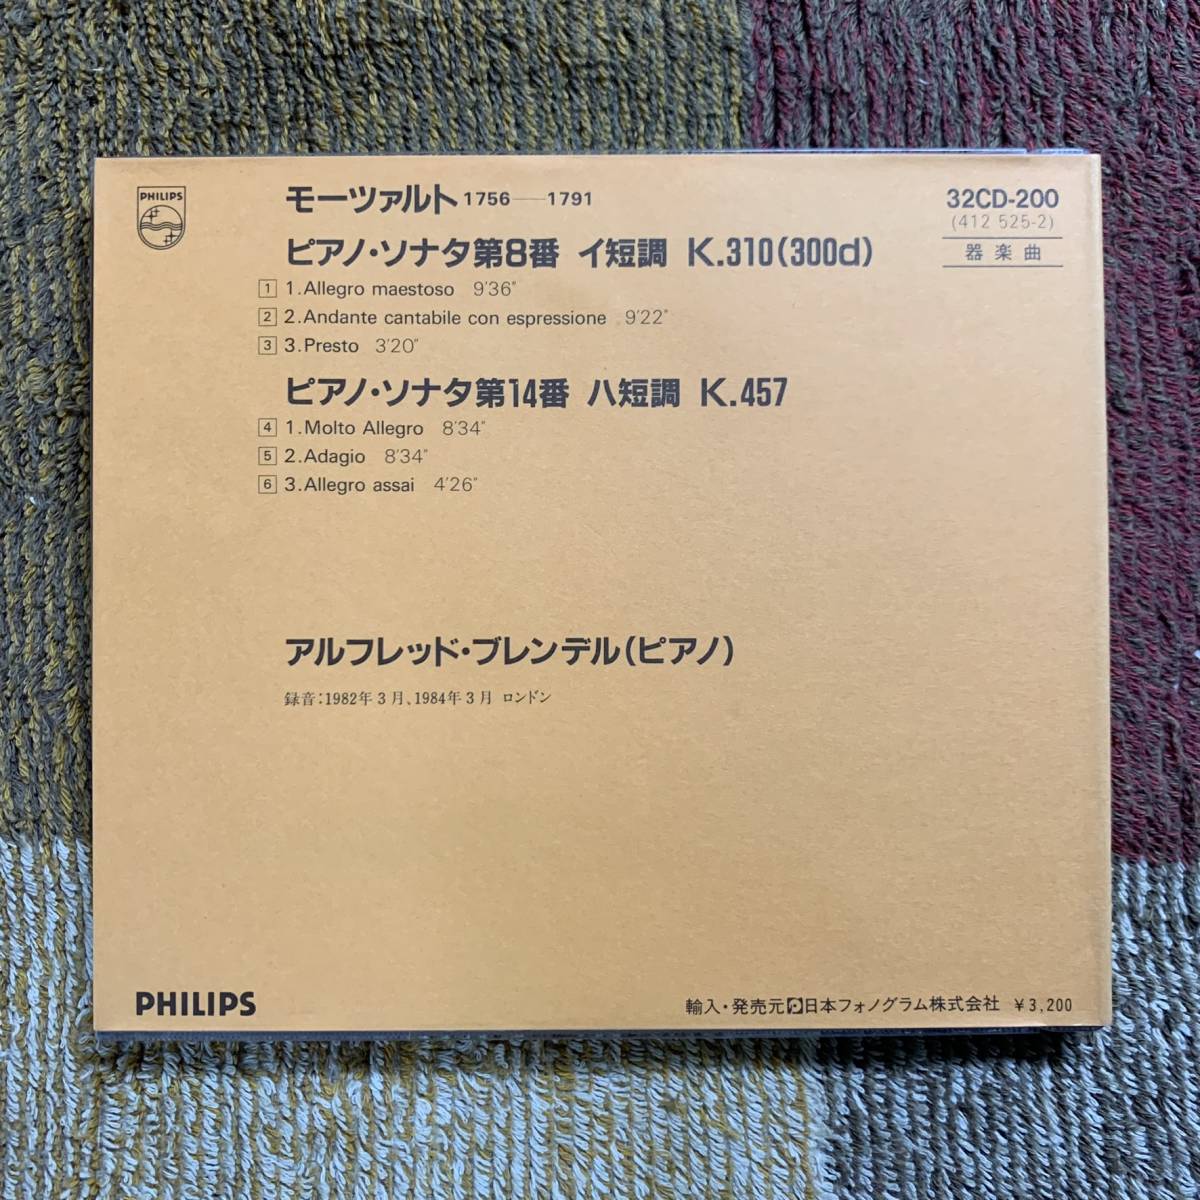 PHILIPS
モーツァルト 1756—1791
32CD-200
(412 525-2)
器楽曲
ピアノ・ソナタ第8番 イ短調 K.310(300d)
1 1.Allegro maestoso 9'36"
2 2.Andante cantabile con espressione 9'22"
3 3.Presto 3'20"
ピアノ・ソナタ第14番 ハ短調 K.457
4 1.Molto Allegro 8'34"
5 2.Adagio 8'34"
6 3.Allegro assai 4'26"
アルフレッド・ブレンデル(ピアノ)
録音:1982年3月、1984年3月 ロンドン
PHILIPS
輸入・発売元 日本フォノグラム株式会社 ¥3,200